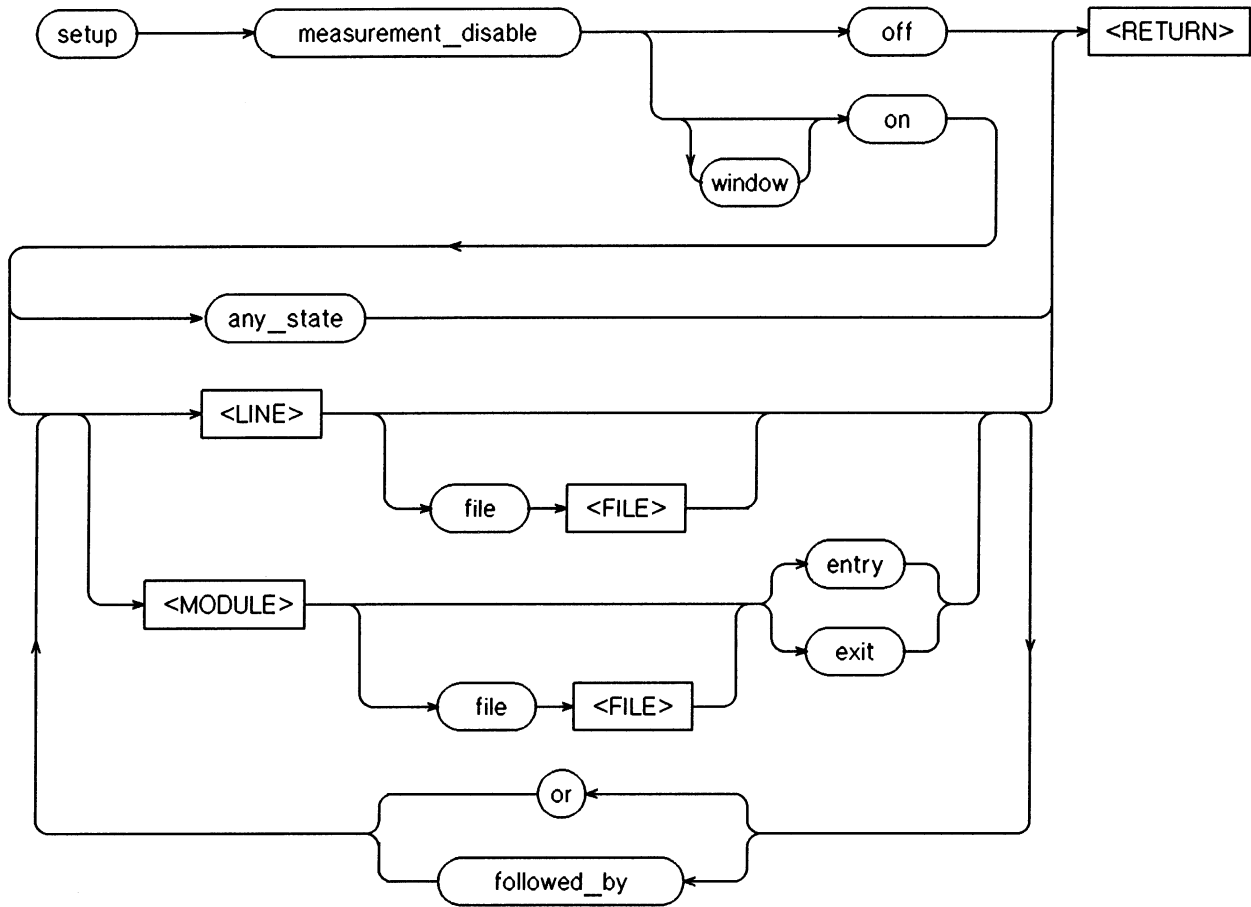 setup measurement_disable off <RETURN>
on
window
any_state
<LINE>
file <FILE>
entry
<MODULE>
exit
file <FILE>
or
followed_by